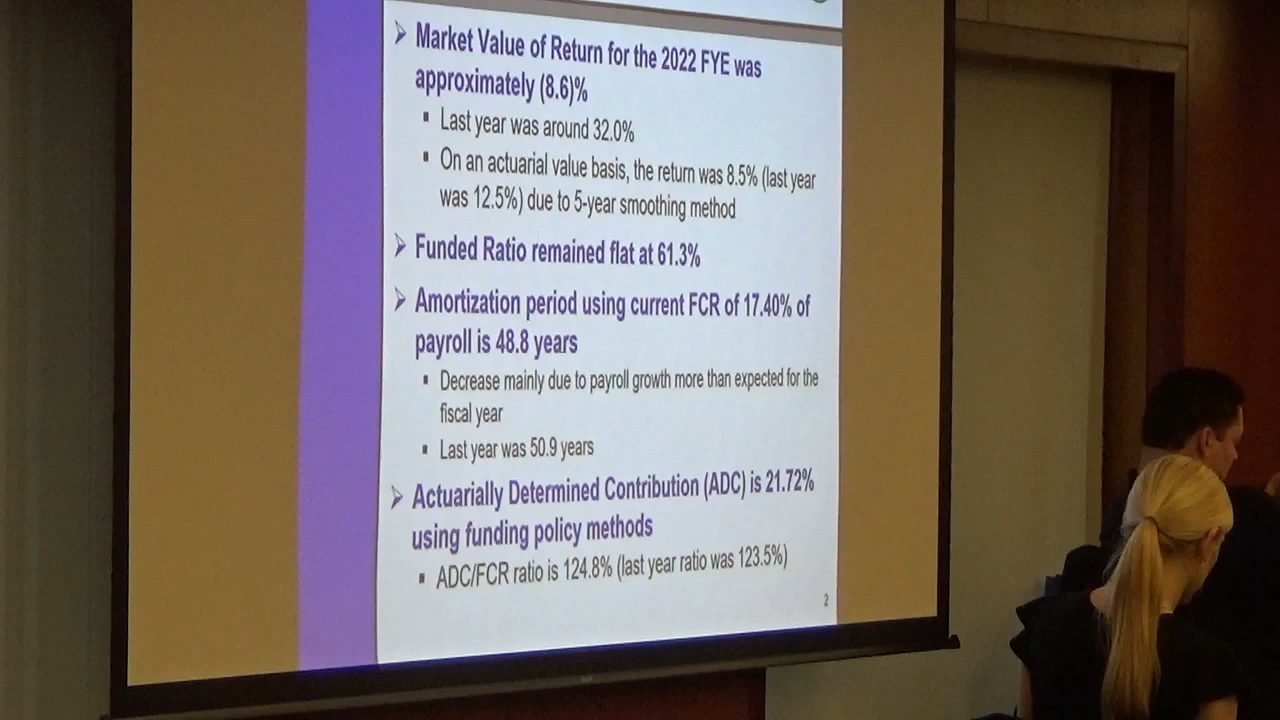 ➢ Market Value of Return for the 2022 FYE was
approximately (8.6)%
▪ Last year was around 32.0%
▪ On an actuarial value basis, the return was 8.5% (last year
was 12.5%) due to 5-year smoothing method
➢ Funded Ratio remained flat at 61.3%
➢ Amortization period using current FCR of 17.40% of
payroll is 48.8 years
▪ Decrease mainly due to payroll growth more than expected for the
fiscal year
▪ Last year was 50.9 years
➢ Actuarially Determined Contribution (ADC) is 21.72%
using funding policy methods
▪ ADC/FCR ratio is 124.8% (last year ratio was 123.5%)
2